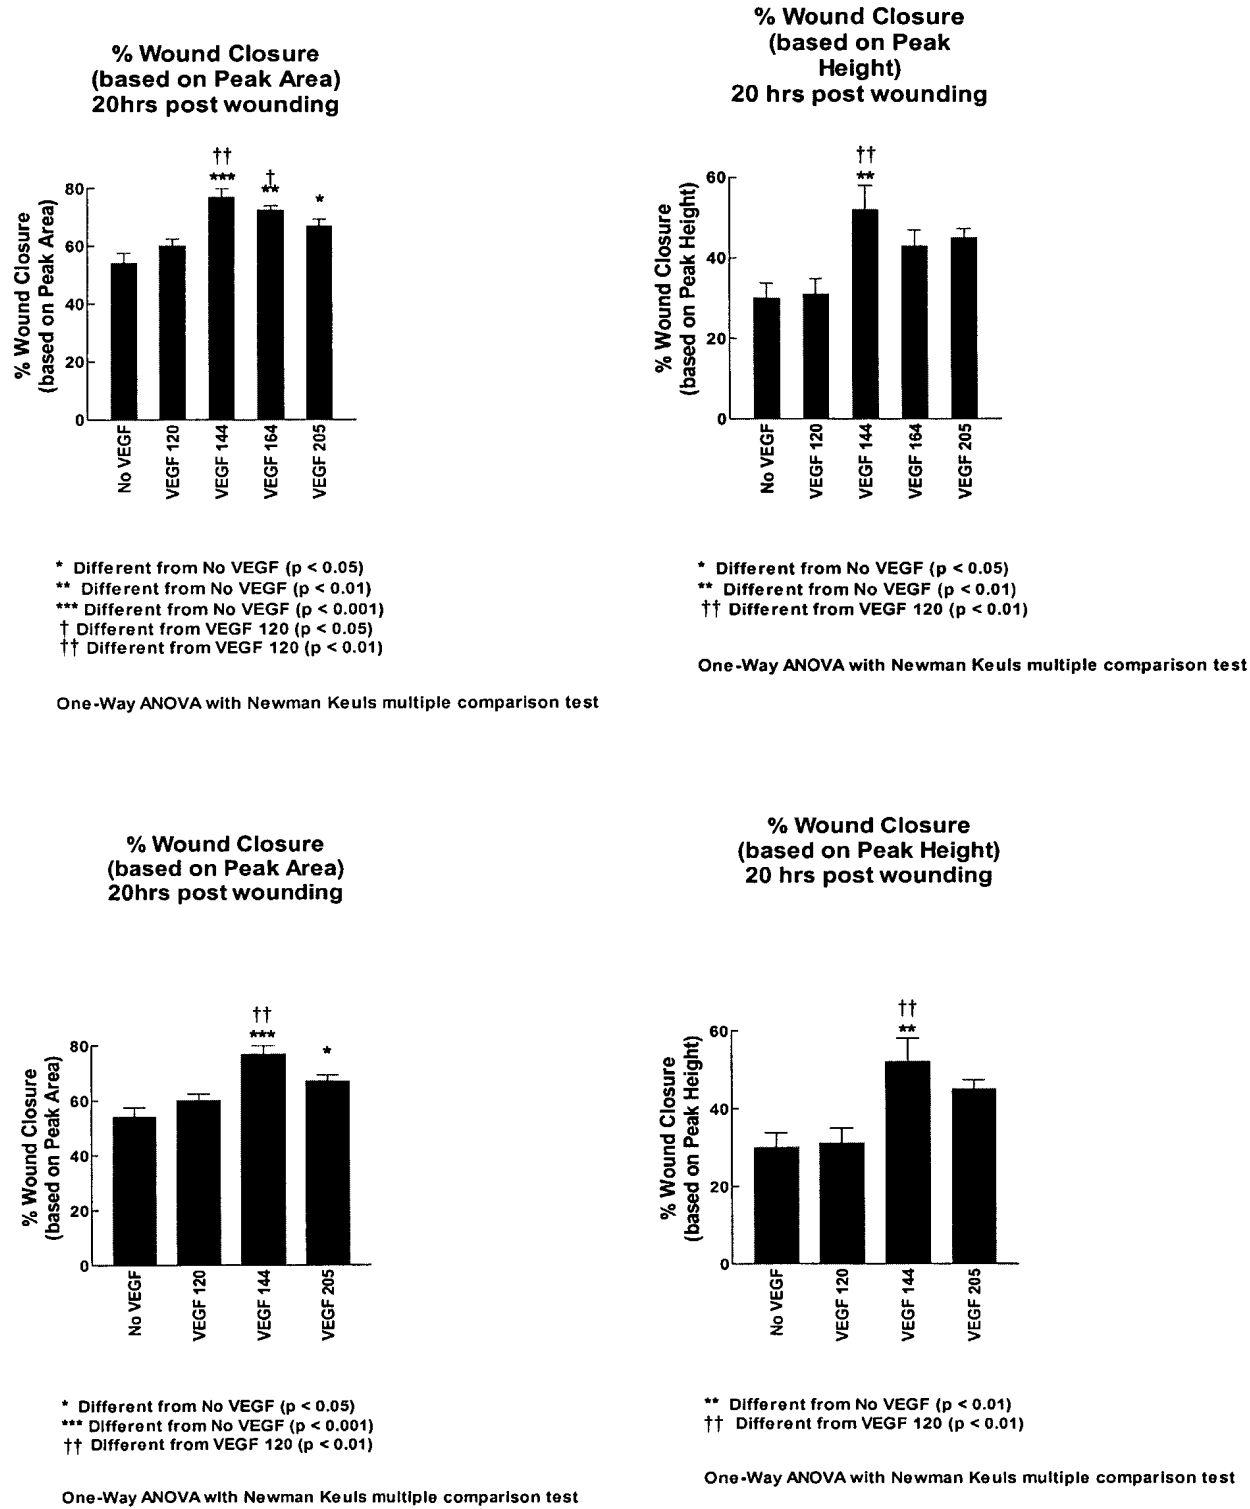 % Wound Closure
(based on Peak Area)
20hrs post wounding
††
***
†
**
*
80
60
40
20
0
% Wound Closure
(based on Peak Area)
No VEGF
VEGF 120
VEGF 144
VEGF 164
VEGF 205
* Different from No VEGF (p < 0.05)
** Different from No VEGF (p < 0.01)
*** Different from No VEGF (p < 0.001)
† Different from VEGF 120 (p < 0.05)
†† Different from VEGF 120 (p < 0.01)
One-Way ANOVA with Newman Keuls multiple comparison test
% Wound Closure
(based on Peak
Height)
20 hrs post wounding
††
**
60
40
20
0
% Wound Closure
(based on Peak Height)
No VEGF
VEGF 120
VEGF 144
VEGF 164
VEGF 205
* Different from No VEGF (p < 0.05)
** Different from No VEGF (p < 0.01)
†† Different from VEGF 120 (p < 0.01)
One-Way ANOVA with Newman Keuls multiple comparison test
% Wound Closure
(based on Peak Area)
20hrs post wounding
††
***
*
80
60
40
20
0
% Wound Closure
(based on Peak Area)
No VEGF
VEGF 120
VEGF 144
VEGF 205
* Different from No VEGF (p < 0.05)
*** Different from No VEGF (p < 0.001)
†† Different from VEGF 120 (p < 0.01)
One-Way ANOVA with Newman Keuls multiple comparison test
% Wound Closure
(based on Peak Height)
20 hrs post wounding
††
**
60
40
20
0
% Wound Closure
(based on Peak Height)
No VEGF
VEGF 120
VEGF 144
VEGF 205
** Different from No VEGF (p < 0.01)
†† Different from VEGF 120 (p < 0.01)
One-Way ANOVA with Newman Keuls multiple comparison test